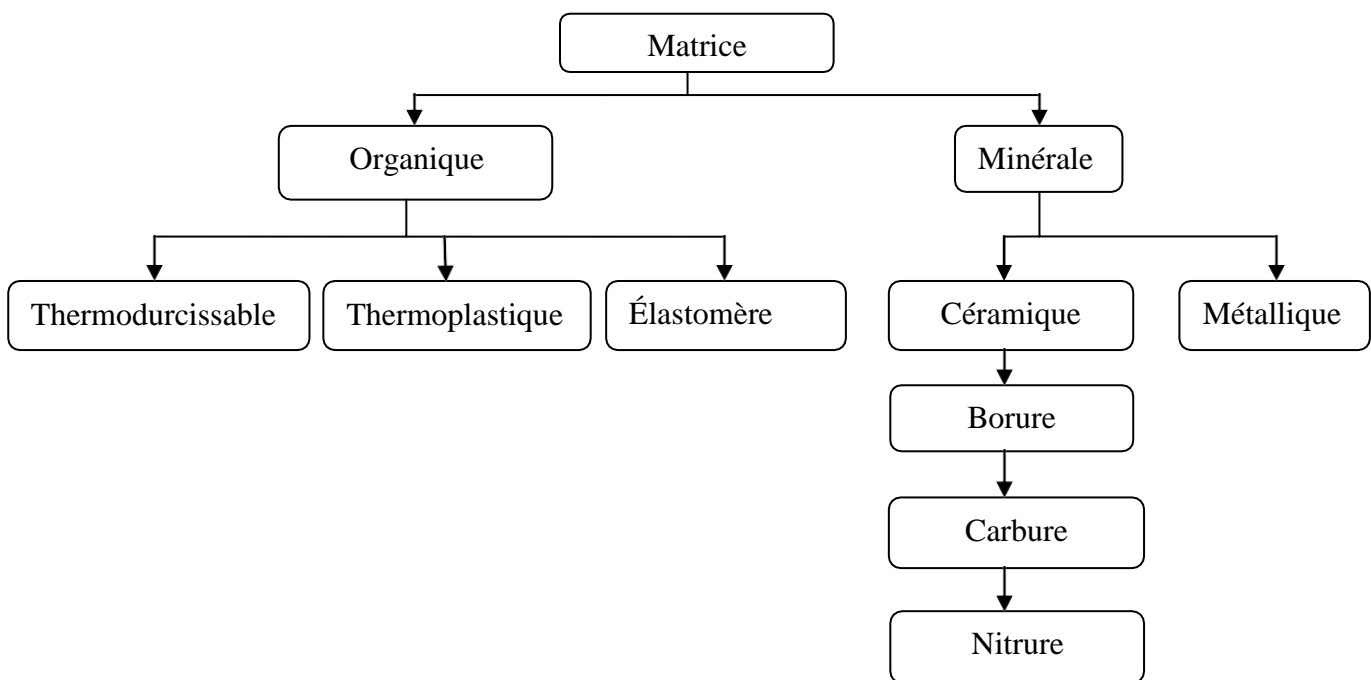 Matrice
Organique
Minérale
Thermodurcissable
Thermoplastique
Élastomère
Céramique
Métallique
Borure
Carbure
Nitrure